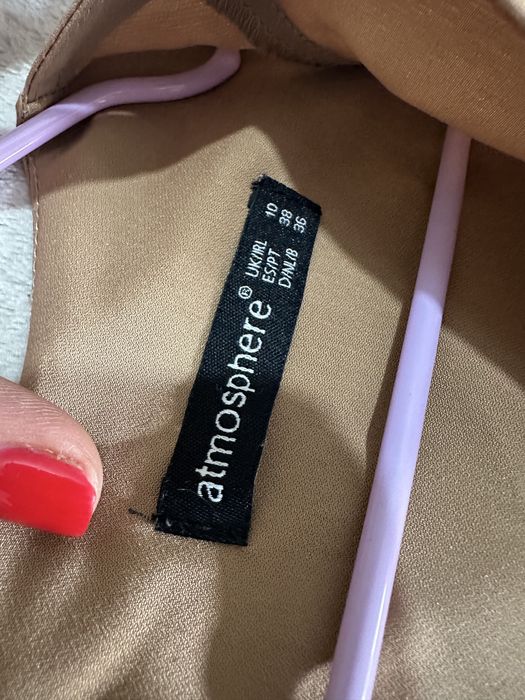 atmosphere®
UK/IRL 10
ES/PT 38
D/NL/B 36